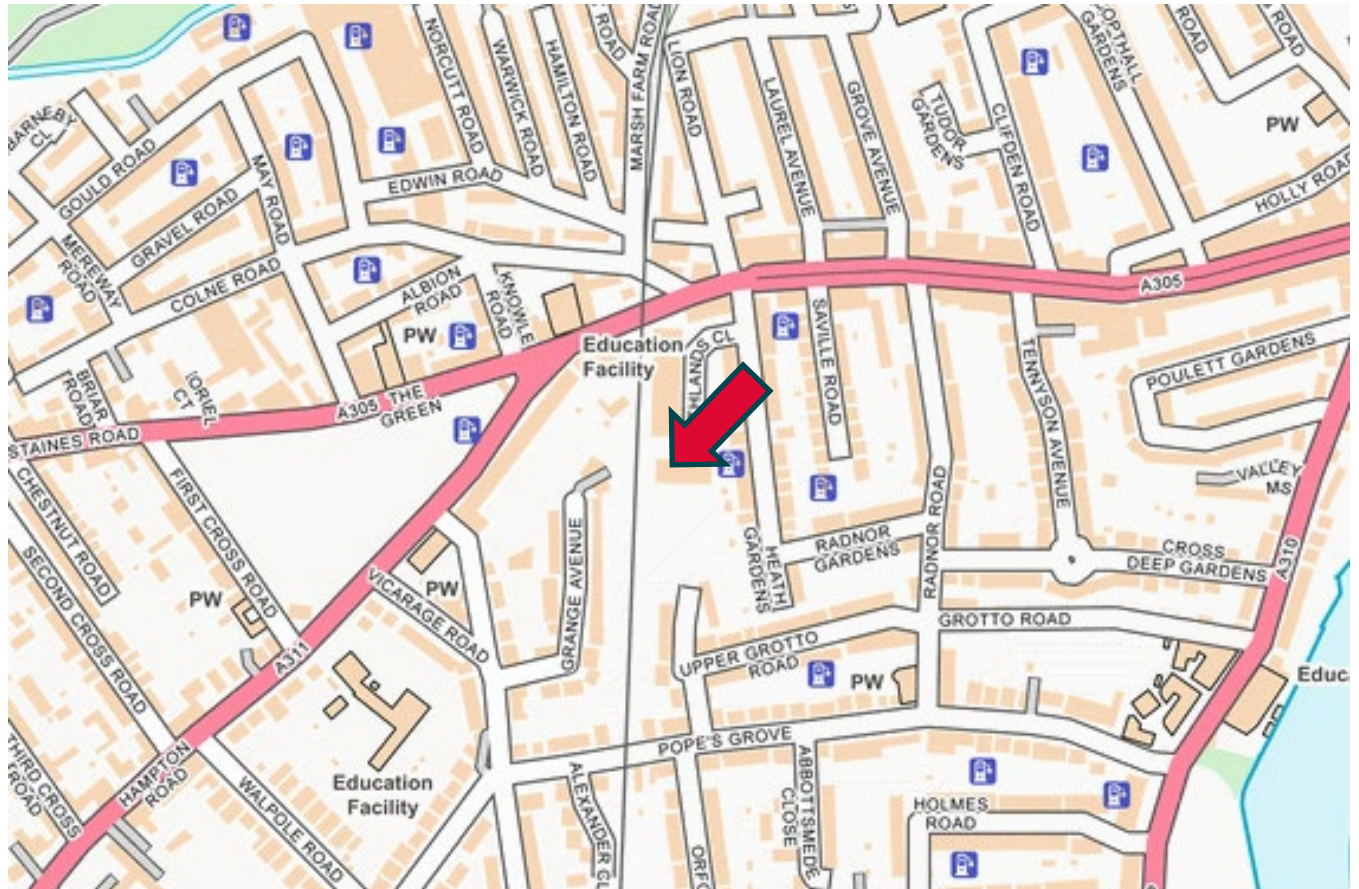 NORCUTT ROAD
WARWICK ROAD
HAMILTON ROAD
ROAD
MARSH FARM ROAD
LION ROAD
LAUREL AVENUE
GROVE AVENUE
TUDOR
GARDENS
CLIFDEN ROAD
GARDENS
ROAD
ROAD
PW
HOLLY ROAD
BARNEBY
CL
GOULD ROAD
MAY ROAD
EDWIN ROAD
GRAVEL ROAD
MEREWAY
ROAD
COLNE ROAD
ALBION
ROAD
KNOWLE
ROAD
PW
Education
Facility
CL
SAVILLE ROAD
A305
TENNYSON AVENUE
POULETT GARDENS
BRIAR
ROAD
ORIEL
CT
A305 THE
GREEN
STAINES ROAD
CHESTNUT ROAD
FIRST CROSS ROAD
SECOND CROSS ROAD
VALLEY
MS
GRANGE AVENUE
HEATH
GARDENS
RADNOR
GARDENS
RADNOR ROAD
CROSS
DEEP GARDENS
A310
PW
PW
VICARAGE ROAD
A311
UPPER GROTTO
ROAD
GROTTO ROAD
PW
POPE'S GROVE
THIRD CROSS
ROAD
HAMPTON
ROAD
Education
Facility
WALPOLE ROAD
ALEXANDER CL
ABBOTTSMEDE
CLOSE
HOLMES
ROAD